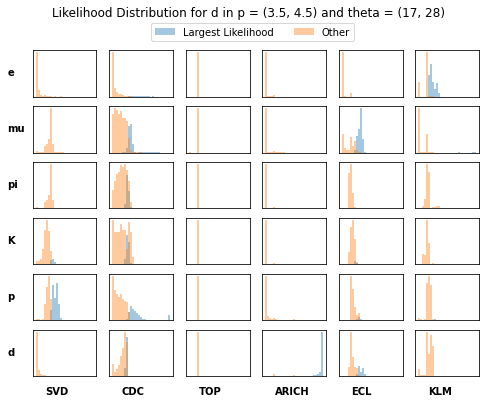 Likelihood Distribution for d in p = (3.5, 4.5) and theta = (17, 28)
Largest Likelihood Other
e
mu
pi
K
p
d
SVD CDC TOP ARICH ECL KLM